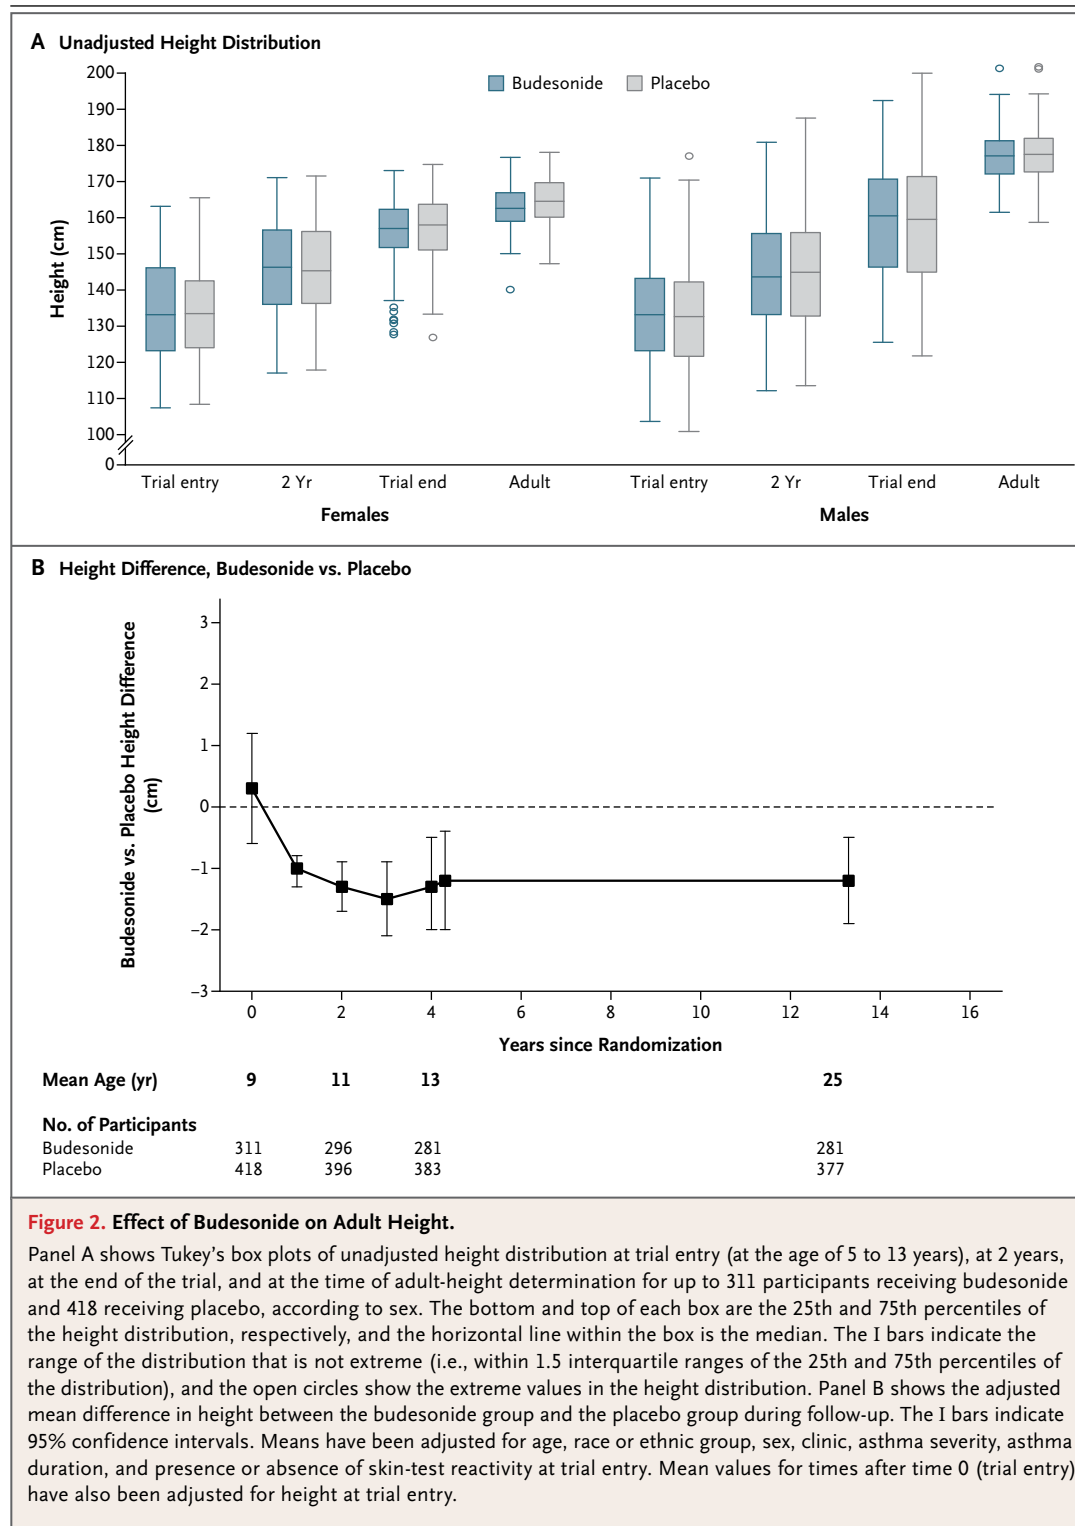 A Unadjusted Height Distribution
Height (cm)
200
190
180
170
160
150
140
130
120
110
100
0
Budesonide Placebo
Trial entry 2 Yr Trial end Adult Trial entry 2 Yr Trial end Adult
Females Males
B Height Difference, Budesonide vs. Placebo
Budesonide vs. Placebo Height Difference
(cm)
3
2
1
0
−1
−2
−3
0 2 4 6 8 10 12 14 16
Years since Randomization
Mean Age (yr) 9 11 13 25
No. of Participants
Budesonide 311 296 281 281
Placebo 418 396 383 377
Figure 2. Effect of Budesonide on Adult Height.
Panel A shows Tukey's box plots of unadjusted height distribution at trial entry (at the age of 5 to 13 years), at 2 years,
at the end of the trial, and at the time of adult-height determination for up to 311 participants receiving budesonide
and 418 receiving placebo, according to sex. The bottom and top of each box are the 25th and 75th percentiles of
the height distribution, respectively, and the horizontal line within the box is the median. The I bars indicate the
range of the distribution that is not extreme (i.e., within 1.5 interquartile ranges of the 25th and 75th percentiles of
the distribution), and the open circles show the extreme values in the height distribution. Panel B shows the adjusted
mean difference in height between the budesonide group and the placebo group during follow-up. The I bars indicate
95% confidence intervals. Means have been adjusted for age, race or ethnic group, sex, clinic, asthma severity, asthma
duration, and presence or absence of skin-test reactivity at trial entry. Mean values for times after time 0 (trial entry)
have also been adjusted for height at trial entry.